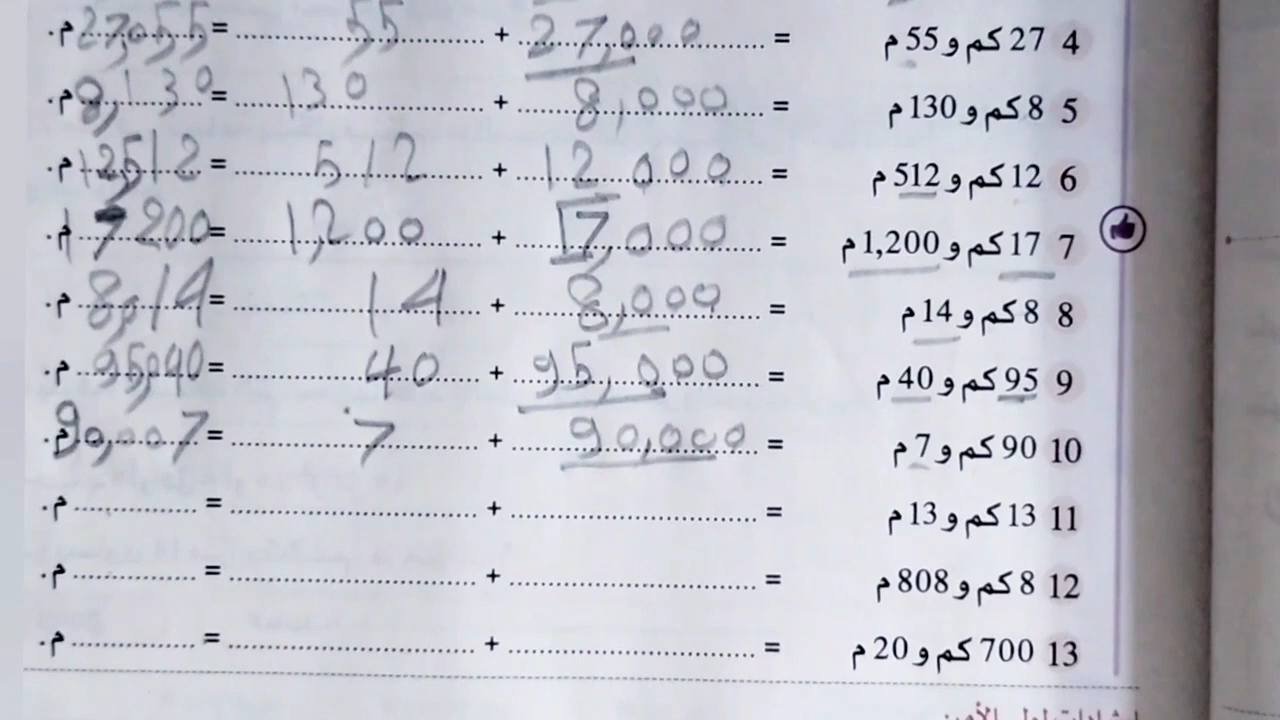 4 27 كم و 55 م = 27,000 + 55 = 27,055 م.
5 8 كم و 130 م = 8,000 + 130 = 8,130 م.
6 12 كم و 512 م = 12,000 + 512 = 12,512 م.
7 17 كم و 1,200 م = 17,000 + 1,200 = 17200 م.
8 8 كم و 14 م = 8,000 + 14 = 8,14 م.
9 95 كم و 40 م = 95,000 + 40 = 95,040 م.
10 90 كم و 7 م = 90,000 + 7 = 90,007 م.
11 13 كم و 13 م = .................... + .................... = ............ م.
12 8 كم و 808 م = .................... + .................... = ............ م.
13 700 كم و 20 م = .................... + .................... = ............ م.